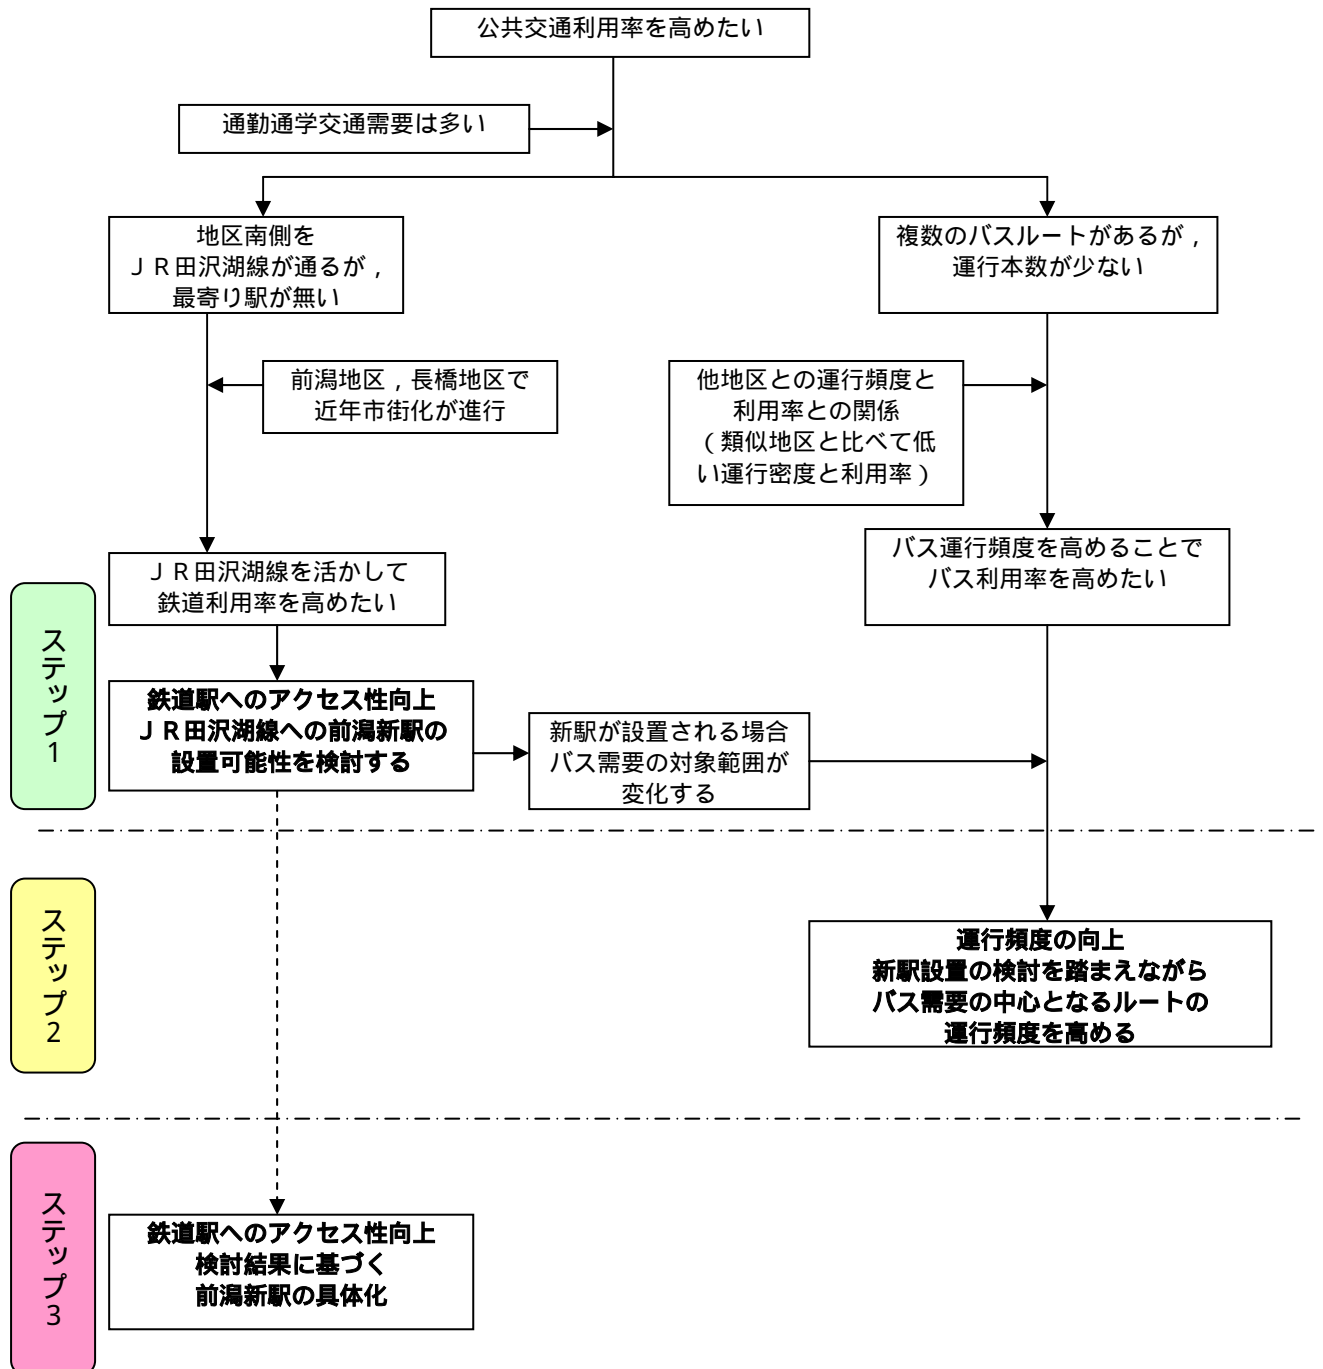 公共交通利用率を高めたい
通勤通学交通需要は多い
地区南側を
ＪＲ田沢湖線が通るが，
最寄り駅が無い
複数のバスルートがあるが，
運行本数が少ない
前潟地区，長橋地区で
近年市街化が進行
他地区との運行頻度と
利用率との関係
（類似地区と比べて低
い運行密度と利用率）
ＪＲ田沢湖線を活かして
鉄道利用率を高めたい
バス運行頻度を高めることで
バス利用率を高めたい
ステップ1
鉄道駅へのアクセス性向上
ＪＲ田沢湖線への前潟新駅の
設置可能性を検討する
新駅が設置される場合
バス需要の対象範囲が
変化する
ステップ2
運行頻度の向上
新駅設置の検討を踏まえながら
バス需要の中心となるルートの
運行頻度を高める
ステップ3
鉄道駅へのアクセス性向上
検討結果に基づく
前潟新駅の具体化